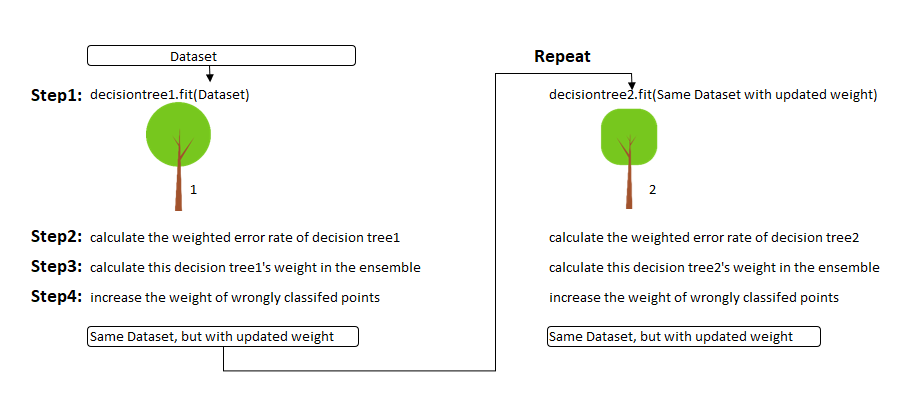 Dataset
Repeat
Step1: decisiontree1.fit(Dataset)
decisiontree2.fit(Same Dataset with updated weight)
1
2
Step2: calculate the weighted error rate of decision tree1
calculate the weighted error rate of decision tree2
Step3: calculate this decision tree1's weight in the ensemble
calculate this decision tree2's weight in the ensemble
Step4: increase the weight of wrongly classifed points
increase the weight of wrongly classifed points
Same Dataset, but with updated weight
Same Dataset, but with updated weight